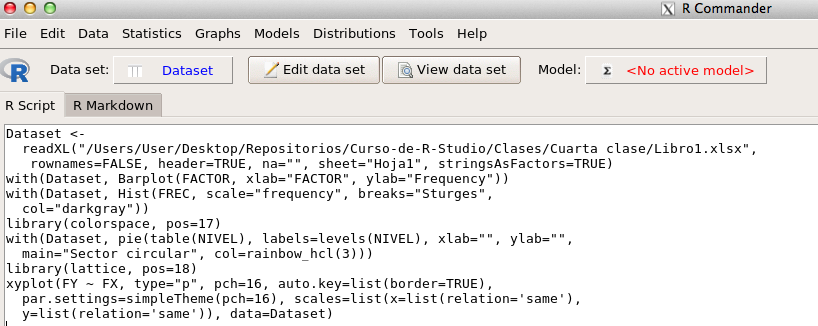 R Commander
File Edit Data Statistics Graphs Models Distributions Tools Help
R Data set: Dataset Edit data set View data set Model: Σ <No active model>
R Script R Markdown
Dataset <-
  readXL("/Users/User/Desktop/Repositorios/Curso-de-R-Studio/Clases/Cuarta clase/Libro1.xlsx",
   rownames=FALSE, header=TRUE, na="", sheet="Hoja1", stringsAsFactors=TRUE)
with(Dataset, Barplot(FACTOR, xlab="FACTOR", ylab="Frequency"))
with(Dataset, Hist(FREC, scale="frequency", breaks="Sturges",
  col="darkgray"))
library(colorspace, pos=17)
with(Dataset, pie(table(NIVEL), labels=levels(NIVEL), xlab="", ylab="",
  main="Sector circular", col=rainbow_hcl(3)))
library(lattice, pos=18)
xyplot(FY ~ FX, type="p", pch=16, auto.key=list(border=TRUE),
  par.settings=simpleTheme(pch=16), scales=list(x=list(relation='same'),
  y=list(relation='same')), data=Dataset)